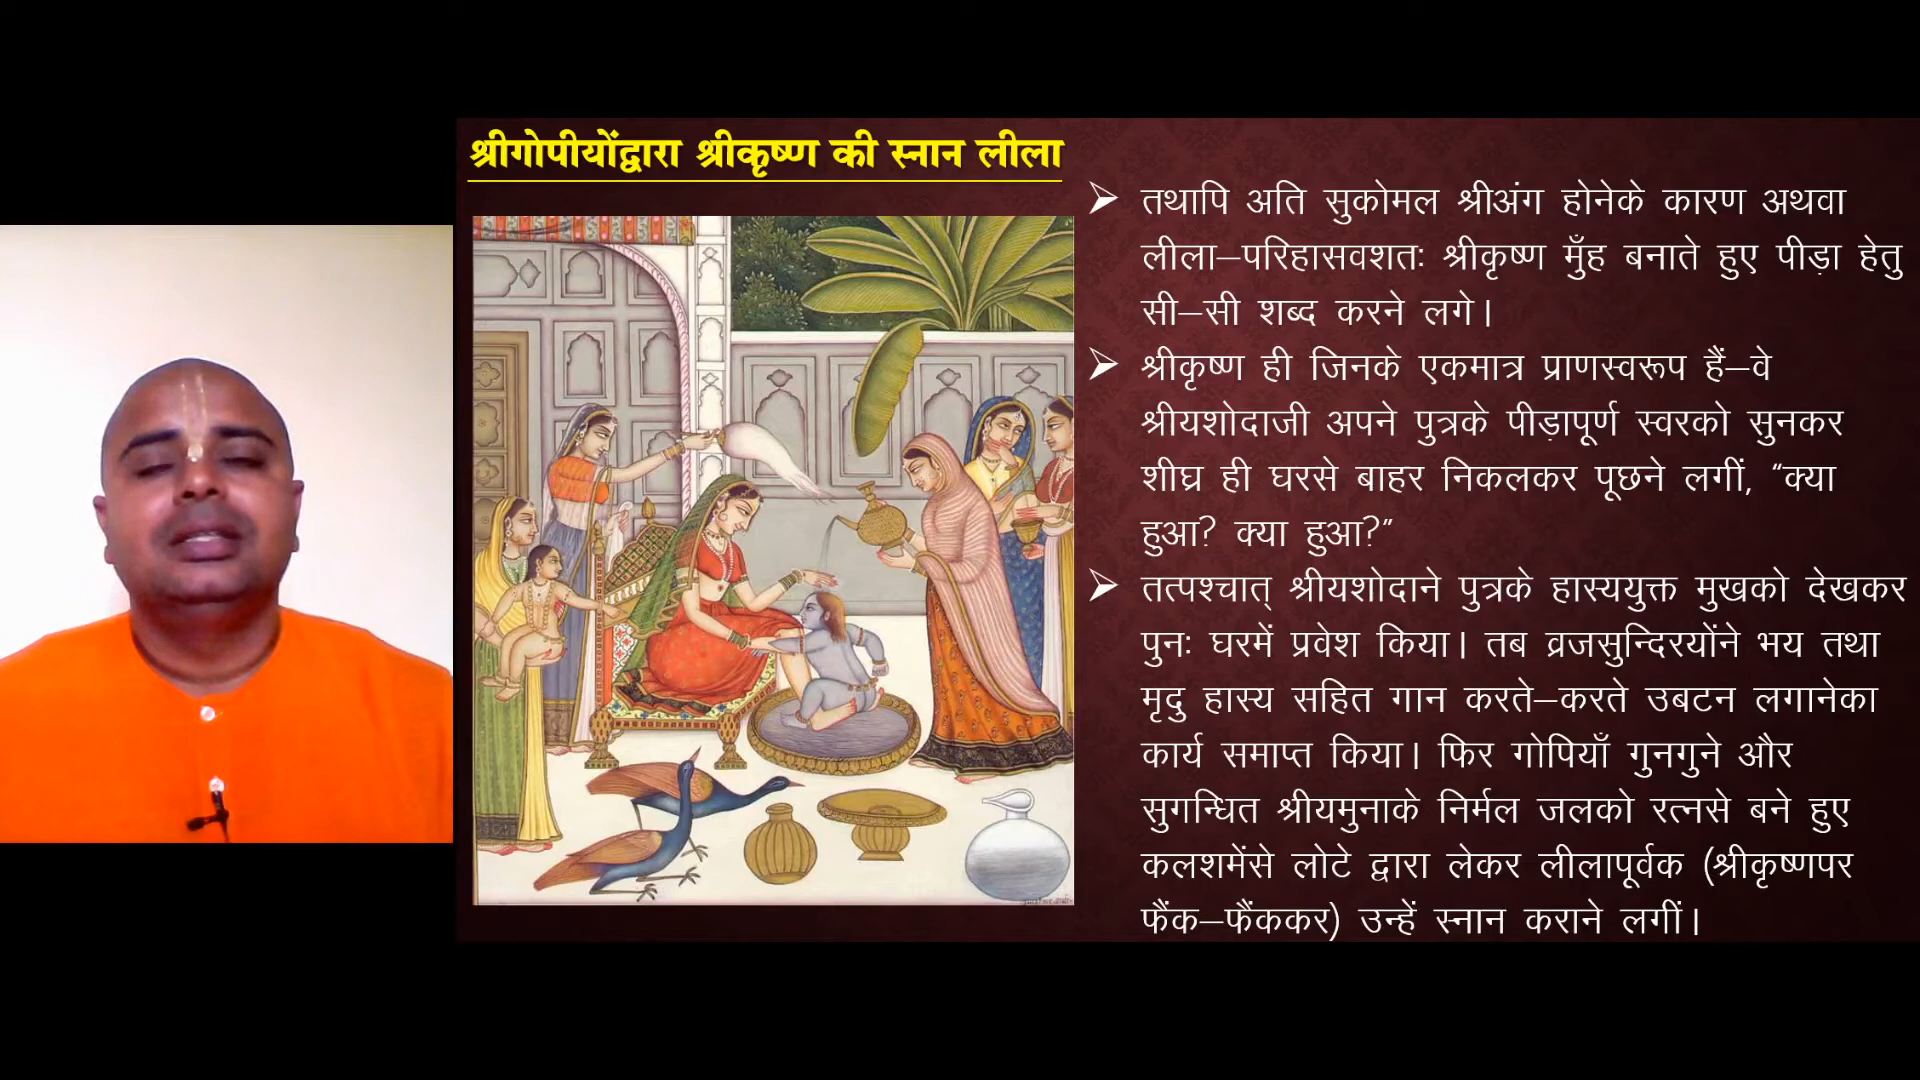 श्रीगोपीयोंद्वारा श्रीकृष्ण की स्नान लीला
➤ तथापि अति सुकोमल श्रीअंग होनेके कारण अथवा
लीला–परिहासवशतः श्रीकृष्ण मुँह बनाते हुए पीड़ा हेतु
सी–सी शब्द करने लगे।
➤ श्रीकृष्ण ही जिनके एकमात्र प्राणस्वरूप हैं–वे
श्रीयशोदाजी अपने पुत्रके पीड़ापूर्ण स्वरको सुनकर
शीघ्र ही घरसे बाहर निकलकर पूछने लगीं, “क्या
हुआ? क्या हुआ?”
➤ तत्पश्चात् श्रीयशोदाने पुत्रके हास्ययुक्त मुखको देखकर
पुनः घरमें प्रवेश किया। तब व्रजसुन्दिरयोंने भय तथा
मृदु हास्य सहित गान करते–करते उबटन लगानेका
कार्य समाप्त किया। फिर गोपियाँ गुनगुने और
सुगन्धित श्रीयमुनाके निर्मल जलको रत्नसे बने हुए
कलशमेंसे लोटे द्वारा लेकर लीलापूर्वक (श्रीकृष्णपर
फैंक–फैंककर) उन्हें स्नान कराने लगीं।